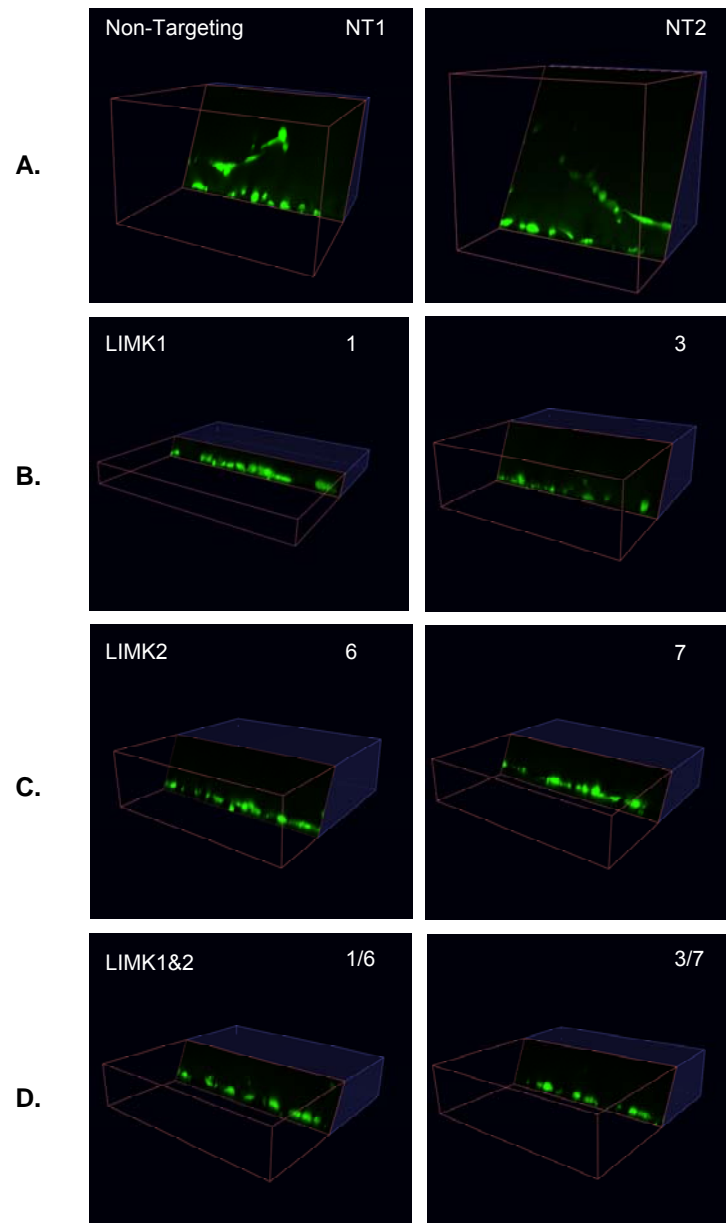 Non-Targeting NT1 NT2
A.
LIMK1 1 3
B.
LIMK2 6 7
C.
LIMK1&2 1/6 3/7
D.